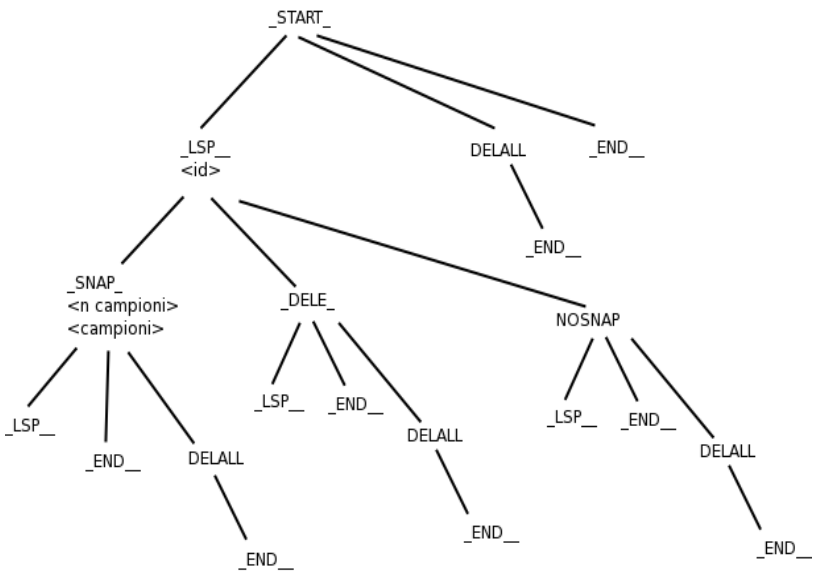 _START_
_LSP__
<id>
DELALL
_END__
_END__
_SNAP_
<n campioni>
<campioni>
_DELE_
NOSNAP
_LSP__
_END__
DELALL
_END__
_LSP__
_END__
DELALL
_END__
_LSP__
_END__
DELALL
_END__